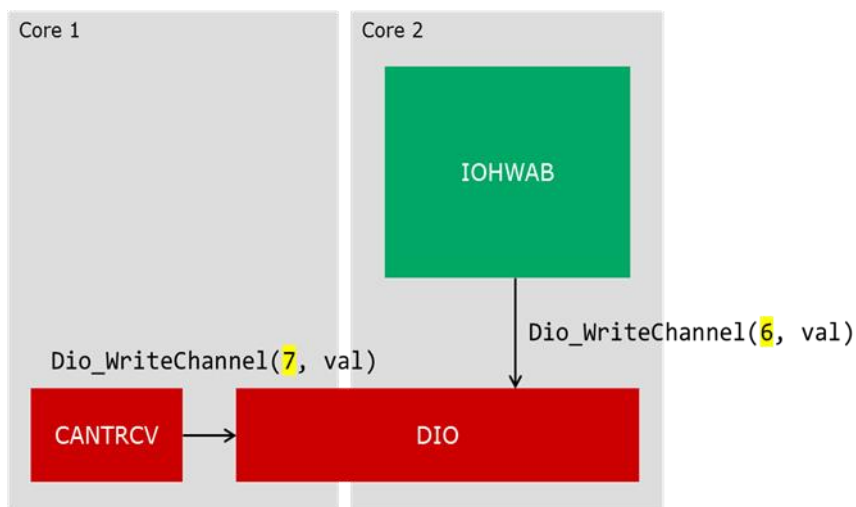 Core 1
Core 2
IOHWAB
Dio_WriteChannel(6, val)
Dio_WriteChannel(7, val)
CANTRCV
DIO